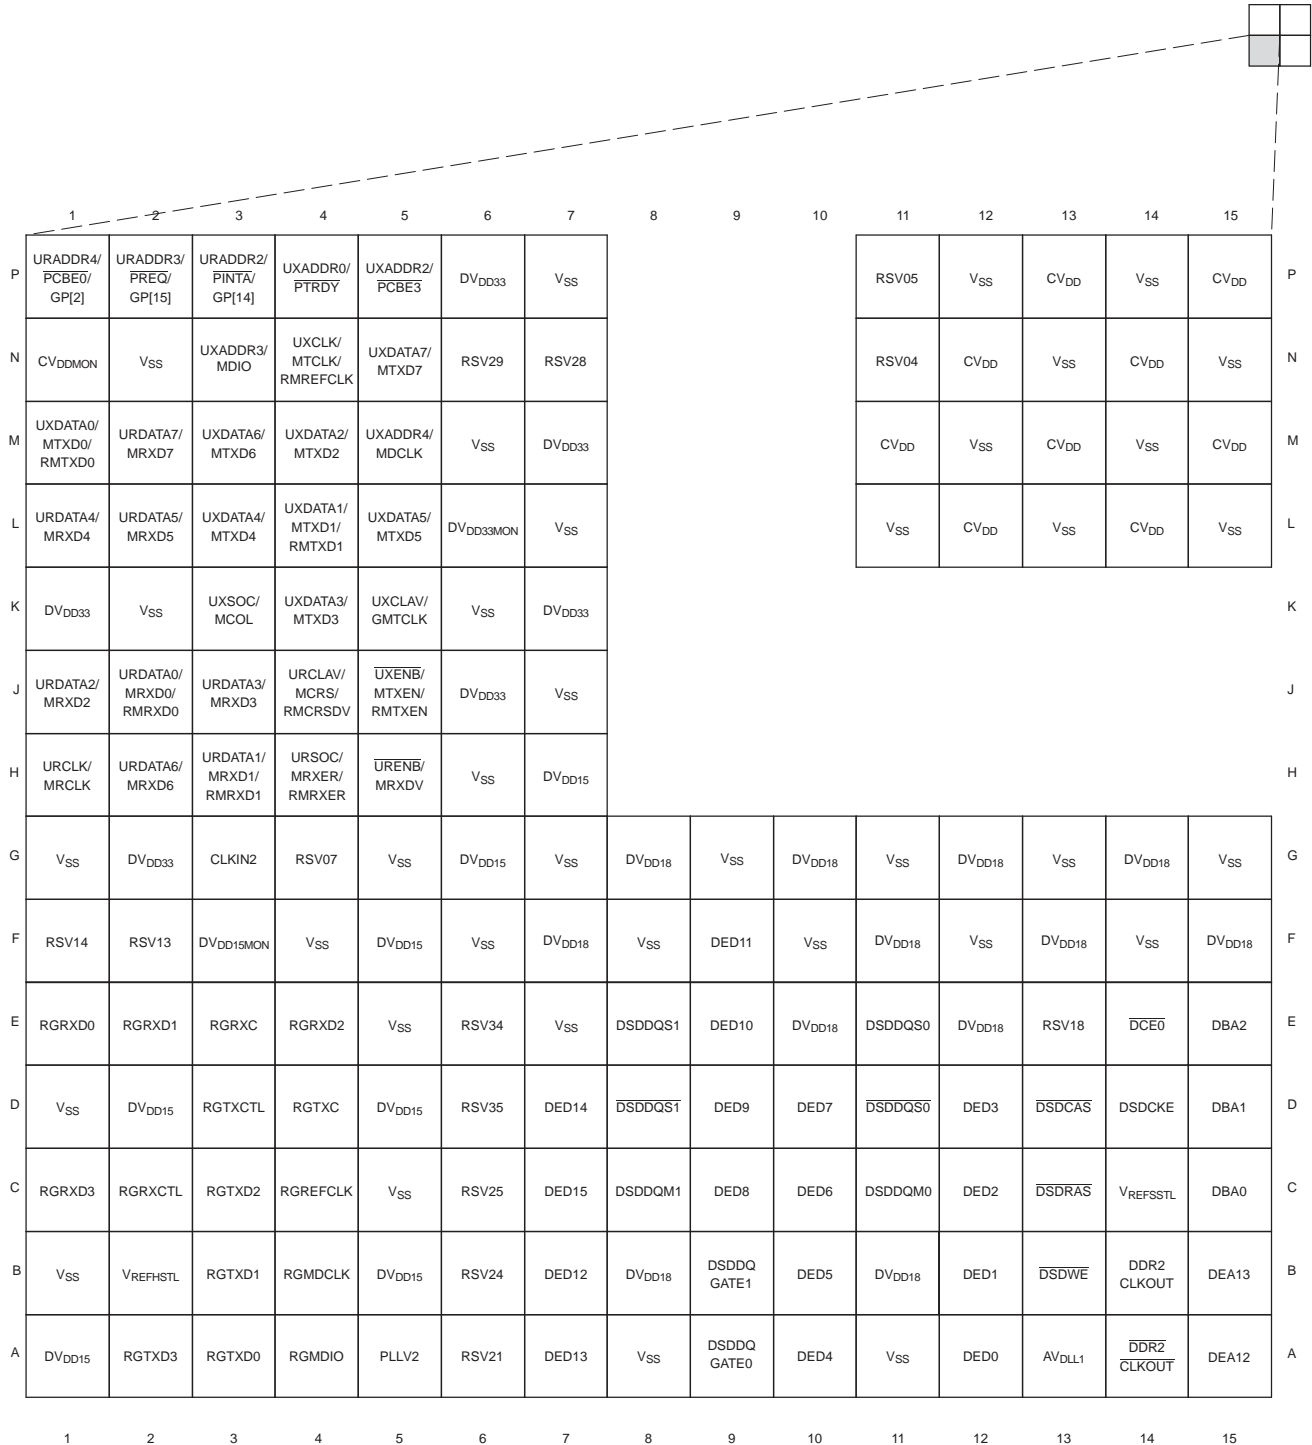 1 2 3 4 5 6 7 8 9 10 11 12 13 14 15
P URADDR4/ PCBE0/ GP[2] URADDR3/ PREQ/ GP[15] URADDR2/ PINTA/ GP[14] UXADDR0/ PTRDY UXADDR2/ PCBE3 DVDD33 VSS RSV05 VSS CVDD VSS CVDD P
N CVDDMON VSS UXADDR3/ MDIO UXCLK/ MTCLK/ RMREFCLK UXDATA7/ MTXD7 RSV29 RSV28 RSV04 CVDD VSS CVDD VSS N
M UXDATA0/ MTXD0/ RMTXD0 URDATA7/ MRXD7 UXDATA6/ MTXD6 UXDATA2/ MTXD2 UXADDR4/ MDCLK VSS DVDD33 CVDD VSS CVDD VSS CVDD M
L URDATA4/ MRXD4 URDATA5/ MRXD5 UXDATA4/ MTXD4 UXDATA1/ MTXD1/ RMTXD1 UXDATA5/ MTXD5 DVDD33MON VSS VSS CVDD VSS CVDD VSS L
K DVDD33 VSS UXSOC/ MCOL UXDATA3/ MTXD3 UXCLAV/ GMTCLK VSS DVDD33 K
J URDATA2/ MRXD2 URDATA0/ MRXD0/ RMRXD0 URDATA3/ MRXD3 URCLAV/ MCRS/ RMCRSDV UXENB/ MTXEN/ RMTXEN DVDD33 VSS J
H URCLK/ MRCLK URDATA6/ MRXD6 URDATA1/ MRXD1/ RMRXD1 URSOC/ MRXER/ RMRXER URENB/ MRXDV VSS DVDD15 H
G VSS DVDD33 CLKIN2 RSV07 VSS DVDD15 VSS DVDD18 VSS DVDD18 VSS DVDD18 VSS DVDD18 VSS G
F RSV14 RSV13 DVDD15MON VSS DVDD15 VSS DVDD18 VSS DED11 VSS DVDD18 VSS DVDD18 VSS DVDD18 F
E RGRXD0 RGRXD1 RGRXC RGRXD2 VSS RSV34 VSS DSDDQS1 DED10 DVDD18 DSDDQS0 DVDD18 RSV18 DCE0 DBA2 E
D VSS DVDD15 RGTXCTL RGTXC DVDD15 RSV35 DED14 DSDDQS1 DED9 DED7 DSDDQS0 DED3 DSDCAS DSDCKE DBA1 D
C RGRXD3 RGRXCTL RGTXD2 RGREFCLK VSS RSV25 DED15 DSDDQM1 DED8 DED6 DSDDQM0 DED2 DSDRAS VREFSSTL DBA0 C
B VSS VREFHSTL RGTXD1 RGMDCLK DVDD15 RSV24 DED12 DVDD18 DSDDQ GATE1 DED5 DVDD18 DED1 DSDWE DDR2 CLKOUT DEA13 B
A DVDD15 RGTXD3 RGTXD0 RGMDIO PLLV2 RSV21 DED13 VSS DSDDQ GATE0 DED4 VSS DED0 AVDLL1 DDR2 CLKOUT DEA12 A
1 2 3 4 5 6 7 8 9 10 11 12 13 14 15